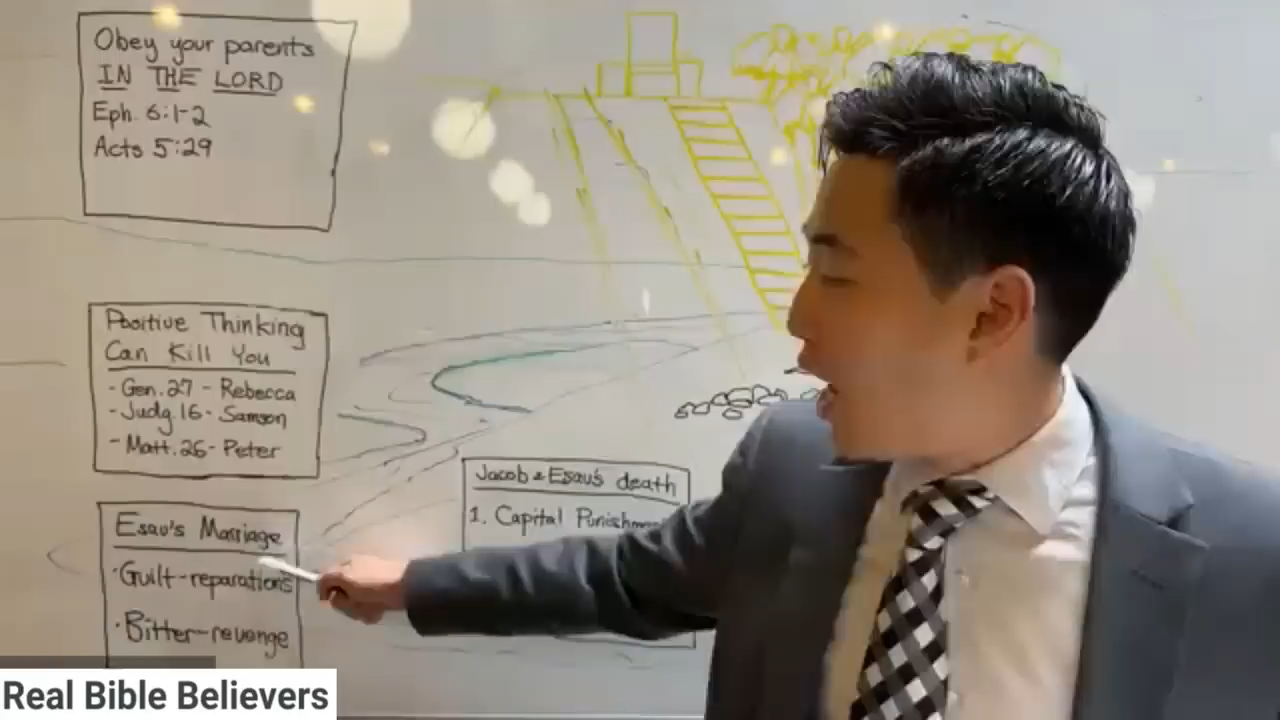 Obey your parents
IN THE LORD
Eph. 6:1-2
Acts 5:29
Positive Thinking
Can Kill You
- Gen. 27 - Rebecca
- Judg. 16 - Samson
- Matt. 26 - Peter
Esau's Marriage
· Guilt-reparations
· Bitter-revenge
Jacob & Esau's death
1. Capital
Real Bible Believers